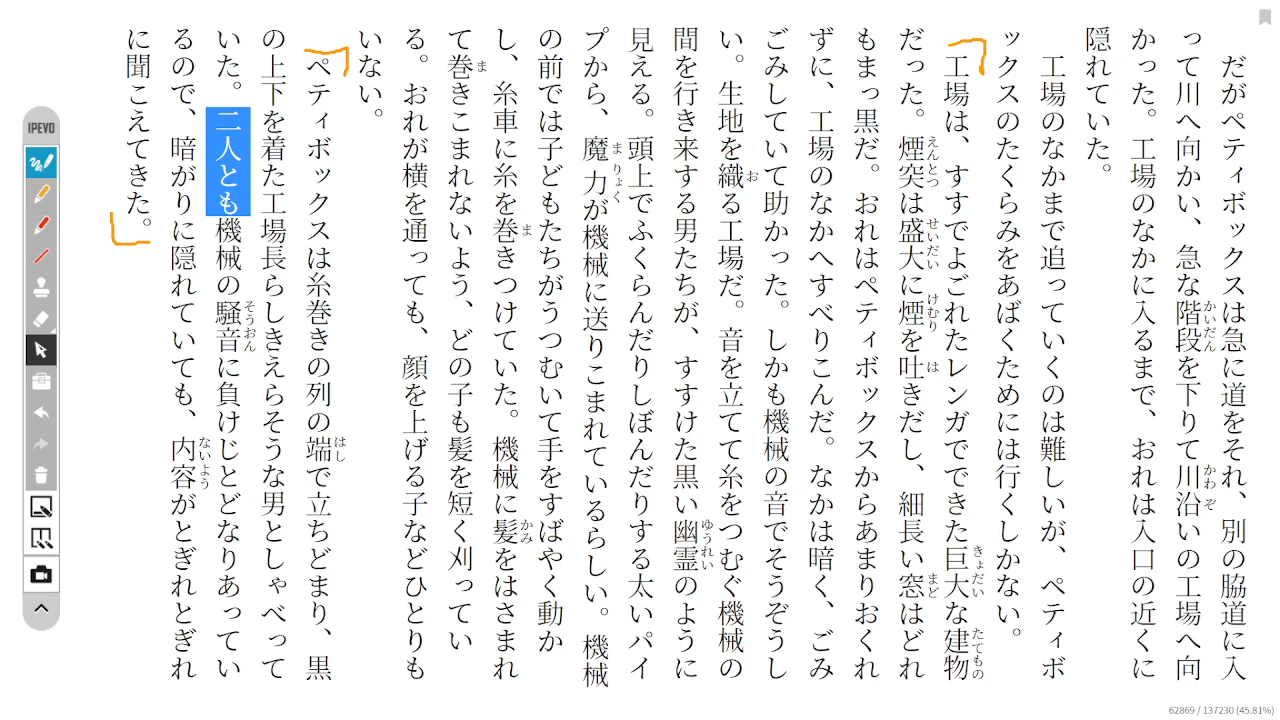 だがペティボックスは急に道をそれ、別の脇道に入
って川へ向かい、急な階段を下りて川沿いの工場へ向
かった。工場のなかに入るまで、おれは入口の近くに
隠れていた。
工場のなかまで追っていくのは難しいが、ペティボ
ックスのたくらみをあばくためには行くしかない。
工場は、すすでよごれたレンガでできた巨大な建物
だった。煙突は盛大に煙を吐きだし、細長い窓はどれ
もまっ黒だ。おれはペティボックスからあまりおくれ
ずに、工場のなかへすべりこんだ。なかは暗く、ごみ
ごみしていて助かった。しかも機械の音でそうぞうし
い。生地を織る工場だ。音を立てて糸をつむぐ機械の
間を行き来する男たちが、すすけた黒い幽霊のように
見える。頭上でふくらんだりしぼんだりする太いパイ
プから、魔力が機械に送りこまれているらしい。機械
の前では子どもたちがうつむいて手をすばやく動か
し、糸車に糸を巻きつけていた。機械に髪をはさまれ
て巻きこまれないよう、どの子も髪を短く刈ってい
る。おれが横を通っても、顔を上げる子などひとりも
いない。
ペティボックスは糸巻きの列の端で立ちどまり、黒
の上下を着た工場長らしきえらそうな男としゃべって
いた。二人とも機械の騒音に負けじとどなりあってい
るので、暗がりに隠れていても、内容がとぎれとぎれ
に聞こえてきた。
IPEVO
62869 / 137230 (45.81%)